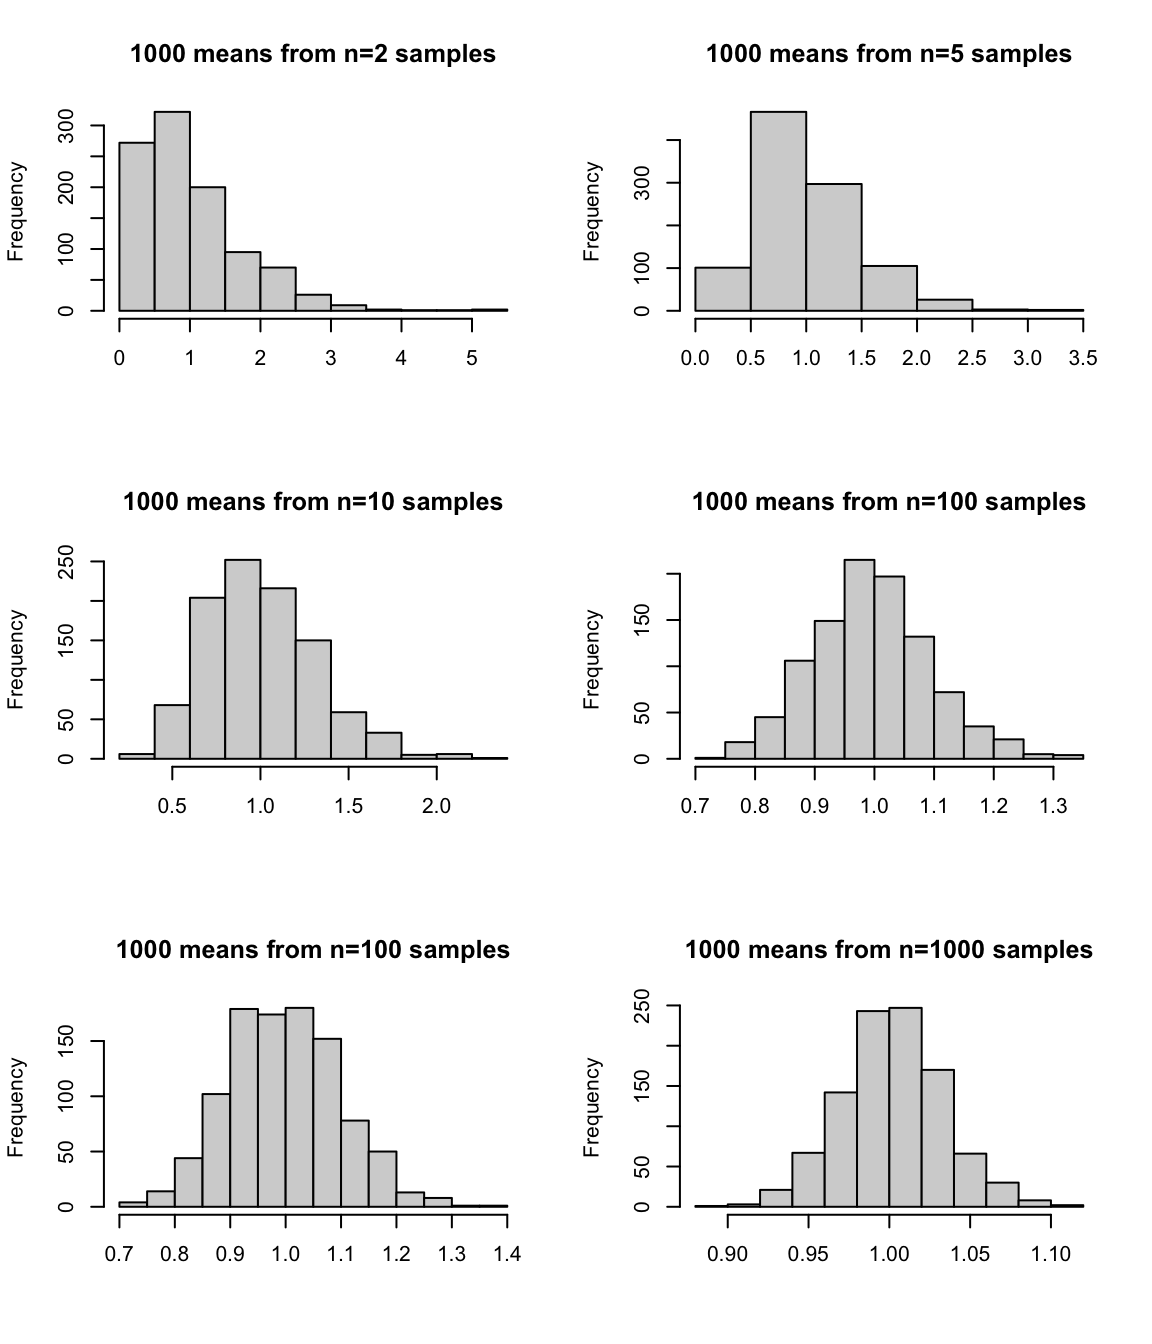 1000 means from n=2 samples
Frequency
0 100 200 300
0 1 2 3 4 5
1000 means from n=5 samples
Frequency
0 100 300
0.0 0.5 1.0 1.5 2.0 2.5 3.0 3.5
1000 means from n=10 samples
Frequency
0 50 150 250
0.5 1.0 1.5 2.0
1000 means from n=100 samples
Frequency
0 50 150
0.7 0.8 0.9 1.0 1.1 1.2 1.3
1000 means from n=100 samples
Frequency
0 50 100 150
0.7 0.8 0.9 1.0 1.1 1.2 1.3 1.4
1000 means from n=1000 samples
Frequency
0 50 150 250
0.90 0.95 1.00 1.05 1.10